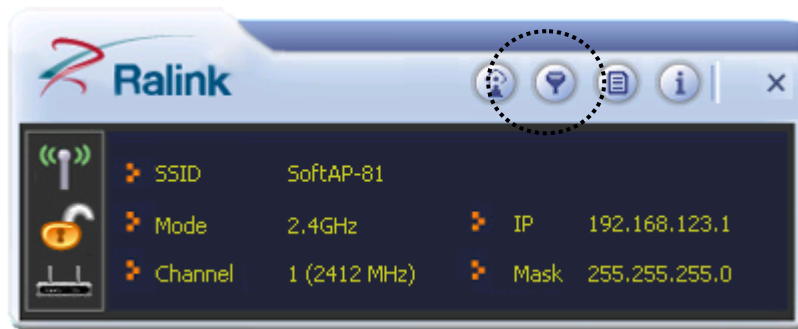 Ralink
SSID SoftAP-81
Mode 2.4GHz IP 192.168.123.1
Channel 1 (2412 MHz) Mask 255.255.255.0